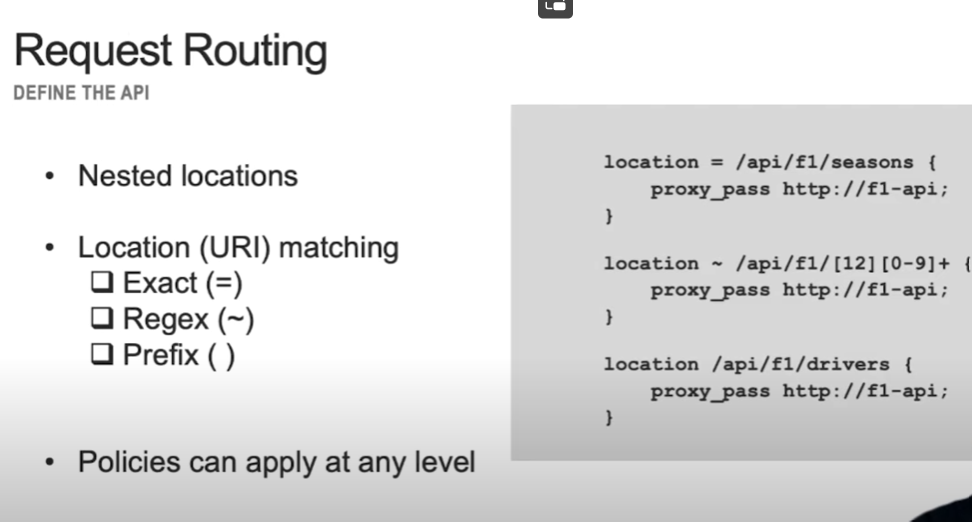 Request Routing
DEFINE THE API
• Nested locations
• Location (URI) matching
❑ Exact (=)
❑ Regex (~)
❑ Prefix ( )
• Policies can apply at any level
location = /api/f1/seasons {
    proxy_pass http://f1-api;
}
location ~ /api/f1/[12][0-9]+ {
    proxy_pass http://f1-api;
}
location /api/f1/drivers {
    proxy_pass http://f1-api;
}